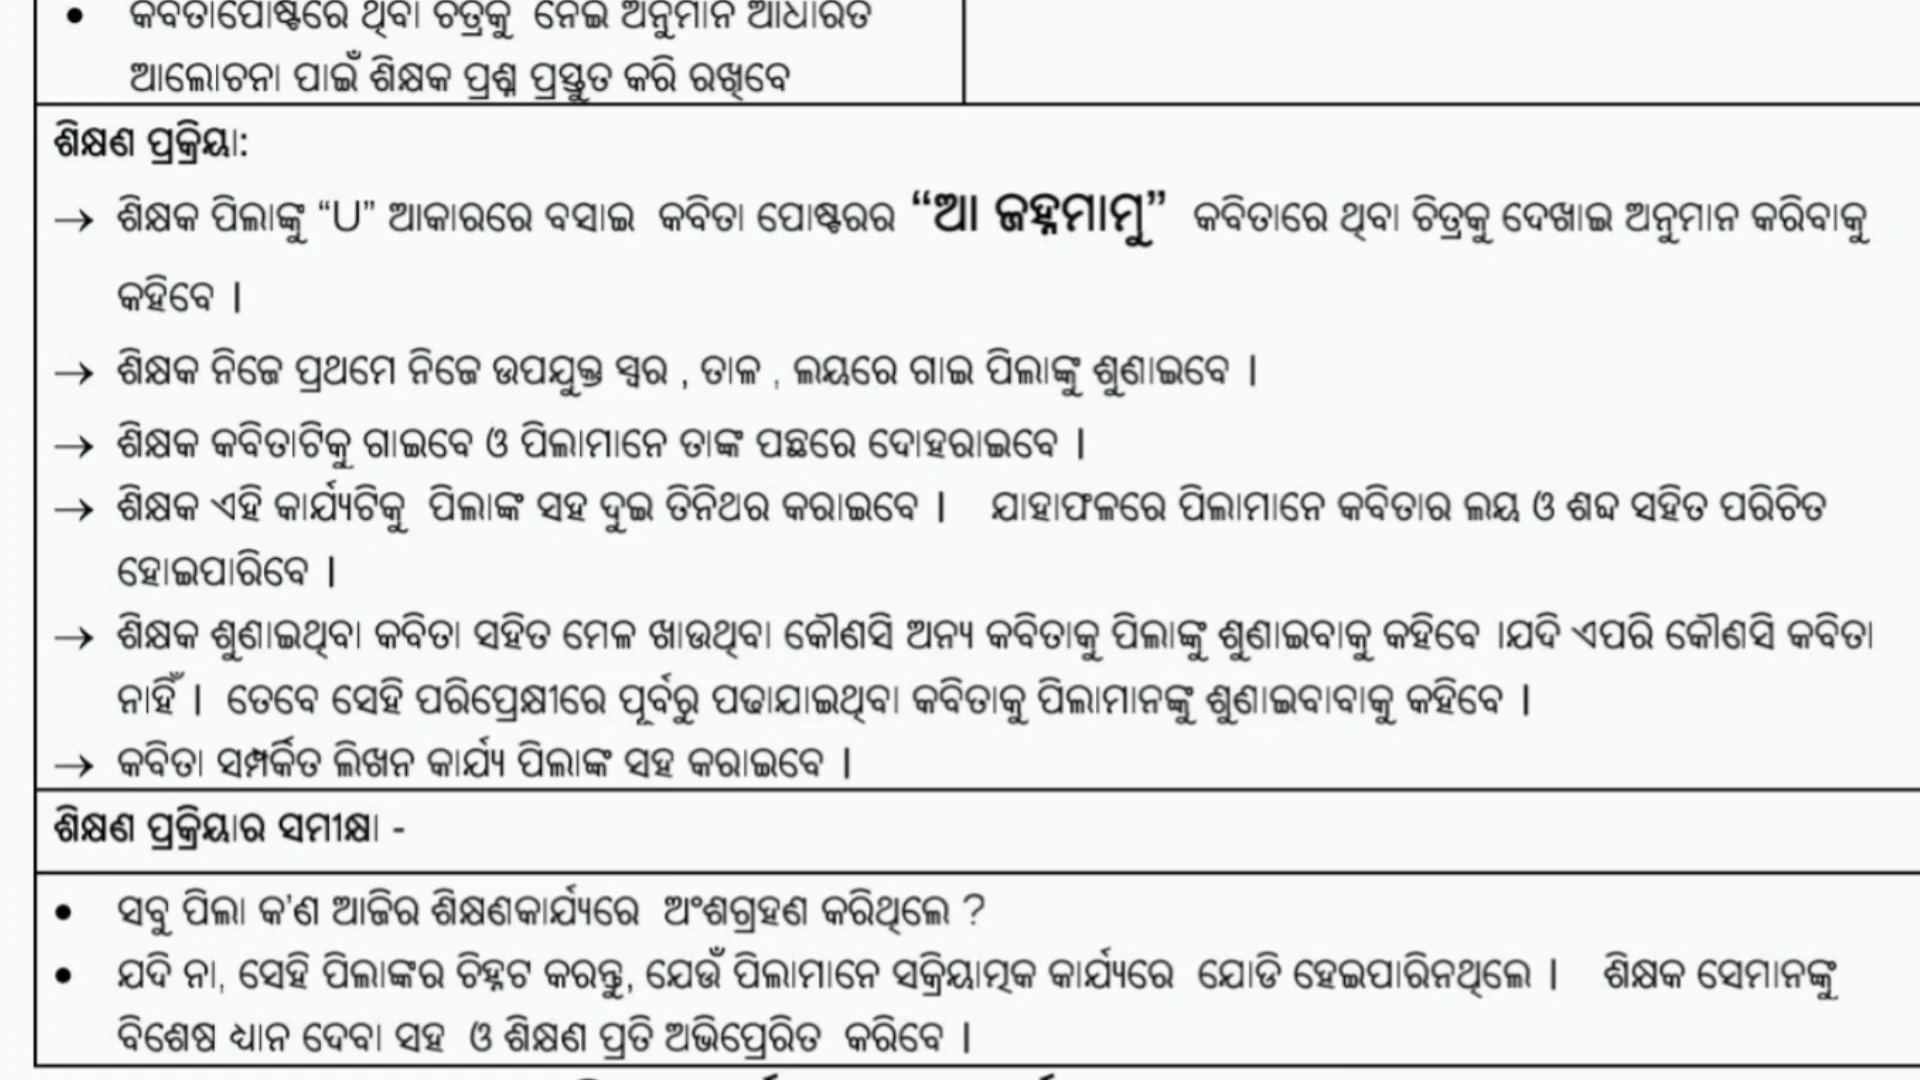 • କବିତାପୋଷ୍ଟରେ ଥିବା ଚିତ୍ରକୁ ନେଇ ଅନୁମାନ ଆଧାରିତ
ଆଲୋଚନା ପାଇଁ ଶିକ୍ଷକ ପ୍ରଶ୍ନ ପ୍ରସ୍ତୁତ କରି ରଖିବେ
ଶିକ୍ଷଣ ପ୍ରକ୍ରିୟା:
→ ଶିକ୍ଷକ ପିଲାଙ୍କୁ “U” ଆକାରରେ ବସାଇ କବିତା ପୋଷ୍ଟରର “ଆ ଜହ୍ନମାମୁ” କବିତାରେ ଥିବା ଚିତ୍ରକୁ ଦେଖାଇ ଅନୁମାନ କରିବାକୁ
କହିବେ |
→ ଶିକ୍ଷକ ନିଜେ ପ୍ରଥମେ ନିଜେ ଉପଯୁକ୍ତ ସ୍ୱର , ତାଳ , ଲୟରେ ଗାଇ ପିଲାଙ୍କୁ ଶୁଣାଇବେ |
→ ଶିକ୍ଷକ କବିତାଟିକୁ ଗାଇବେ ଓ ପିଲାମାନେ ତାଙ୍କ ପଛରେ ଦୋହରାଇବେ |
→ ଶିକ୍ଷକ ଏହି କାର୍ଯ୍ୟଟିକୁ ପିଲାଙ୍କ ସହ ଦୁଇ ତିନିଥର କରାଇବେ | ଯାହାଫଳରେ ପିଲାମାନେ କବିତାର ଲୟ ଓ ଶବ୍ଦ ସହିତ ପରିଚିତ
ହୋଇପାରିବେ |
→ ଶିକ୍ଷକ ଶୁଣାଇଥିବା କବିତା ସହିତ ମେଳ ଖାଉଥିବା କୌଣସି ଅନ୍ୟ କବିତାକୁ ପିଲାଙ୍କୁ ଶୁଣାଇବାକୁ କହିବେ ।ଯଦି ଏପରି କୌଣସି କବିତା
ନାହିଁ | ତେବେ ସେହି ପରିପ୍ରେକ୍ଷୀରେ ପୂର୍ବରୁ ପଢାଯାଇଥିବା କବିତାକୁ ପିଲାମାନଙ୍କୁ ଶୁଣାଇବାବାକୁ କହିବେ |
→ କବିତା ସମ୍ପର୍କିତ ଲିଖନ କାର୍ଯ୍ୟ ପିଲାଙ୍କ ସହ କରାଇବେ |
ଶିକ୍ଷଣ ପ୍ରକ୍ରିୟାର ସମୀକ୍ଷା -
• ସବୁ ପିଲା କ'ଣ ଆଜିର ଶିକ୍ଷଣକାର୍ଯ୍ୟରେ ଅଂଶଗ୍ରହଣ କରିଥିଲେ ?
• ଯଦି ନା, ସେହି ପିଲାଙ୍କର ଚିହ୍ନଟ କରନ୍ତୁ, ଯେଉଁ ପିଲାମାନେ ସକ୍ରିୟାତ୍ମକ କାର୍ଯ୍ୟରେ ଯୋଡି ହେଇପାରିନଥିଲେ | ଶିକ୍ଷକ ସେମାନଙ୍କୁ
ବିଶେଷ ଧ୍ୟାନ ଦେବା ସହ ଓ ଶିକ୍ଷଣ ପ୍ରତି ଅଭିପ୍ରେରିତ କରିବେ |